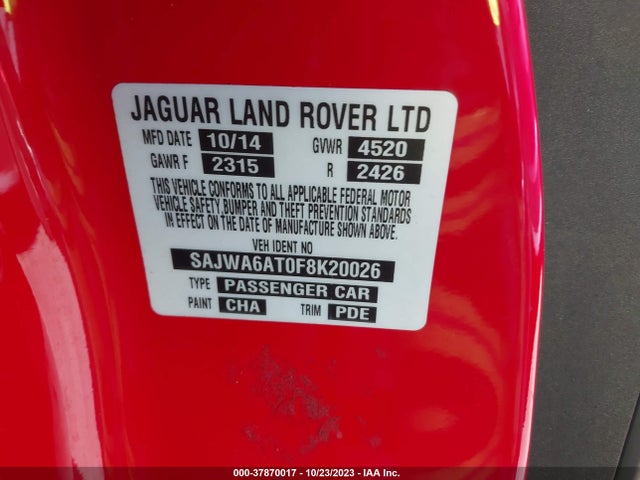 JAGUAR LAND ROVER LTD
MFD DATE 10/14 GVWR 4520
GAWR F 2315 R 2426
THIS VEHICLE CONFORMS TO ALL APPLICABLE FEDERAL MOTOR
VEHICLE SAFETY, BUMPER AND THEFT PREVENTION STANDARDS
IN EFFECT ON THE DATE OF MANUFACTURE SHOWN ABOVE.
VEH IDENT NO
SAJWA6AT0F8K20026
TYPE PASSENGER CAR
PAINT CHA TRIM PDE
000-37870017 - 10/23/2023 - IAA Inc.